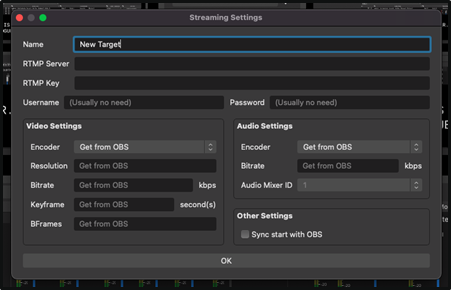 Streaming Settings
Name New Target
RTMP Server
RTMP Key
Username (Usually no need) Password (Usually no need)
Video Settings
Encoder Get from OBS
Resolution Get from OBS
Bitrate Get from OBS kbps
Keyframe Get from OBS second(s)
BFrames Get from OBS
Audio Settings
Encoder Get from OBS
Bitrate Get from OBS kbps
Audio Mixer ID 1
Other Settings
Sync start with OBS
OK